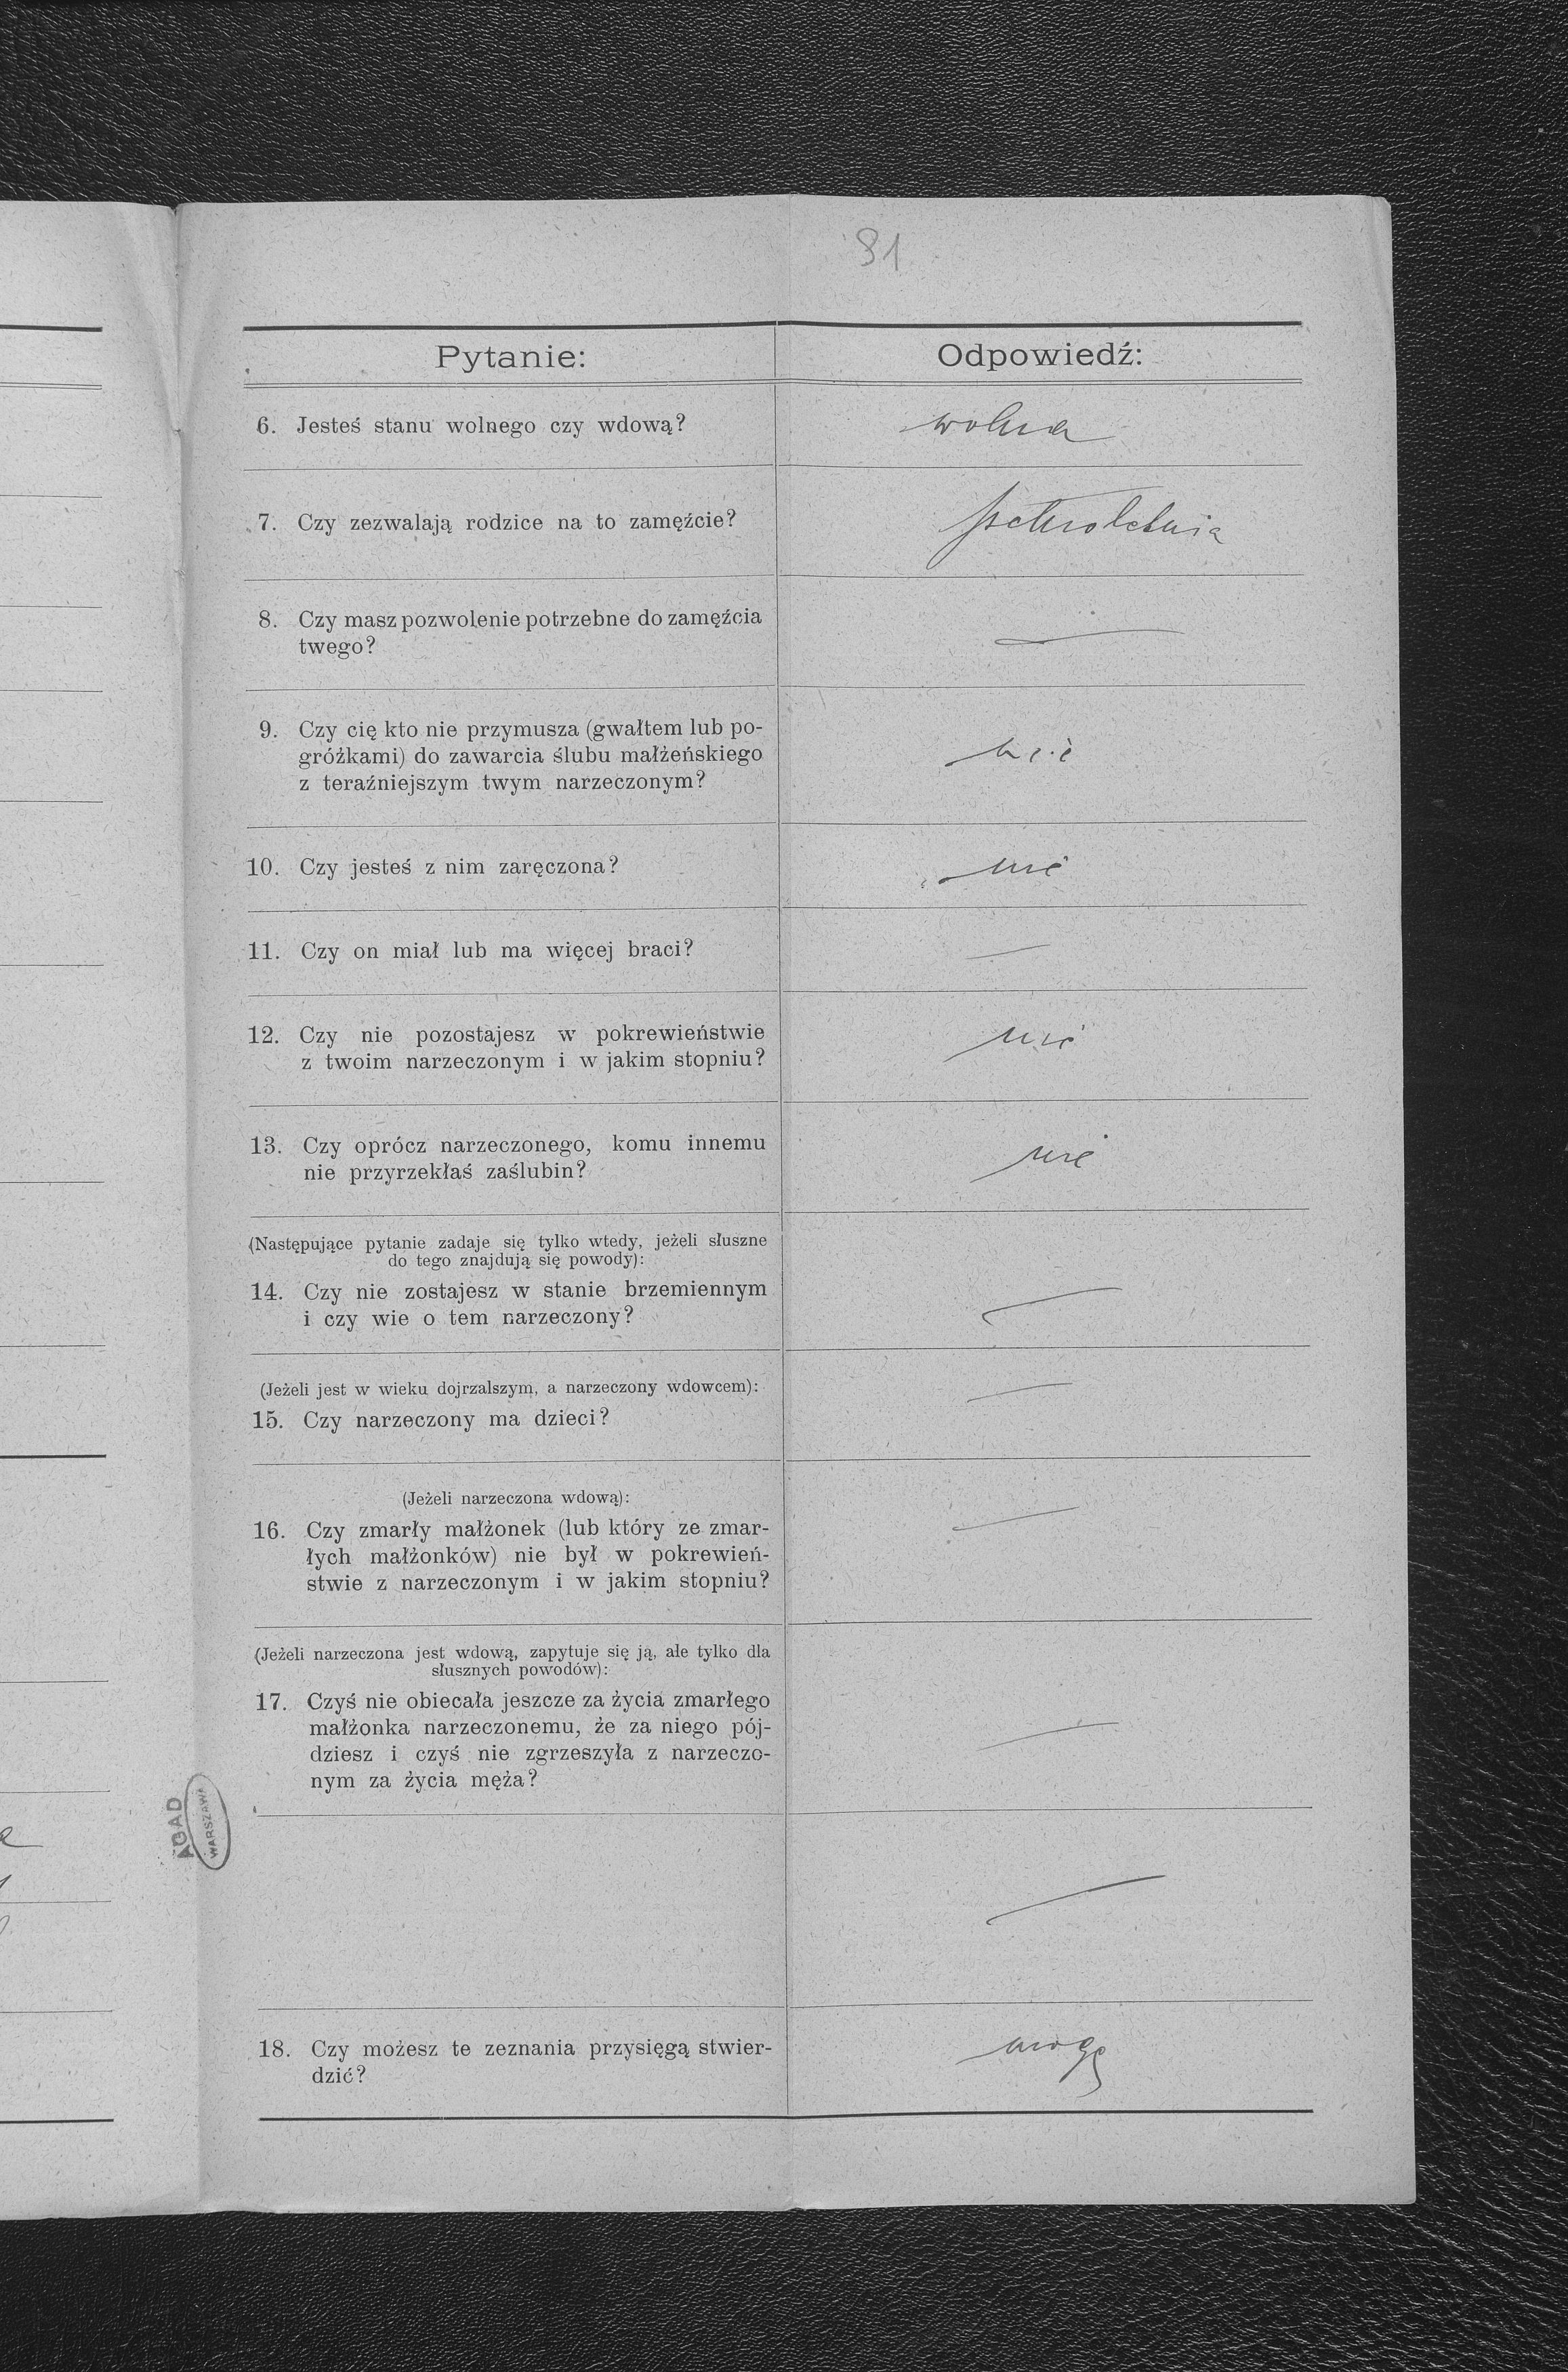 81
Pytanie:
Odpowiedź:
6. Jesteś stanu wolnego czy wdową?
wolna
7. Czy zezwalają rodzice na to zamęźcie?
pełnoletnia
8. Czy masz pozwolenie potrzebne do zamęźcia
twego?
9. Czy cię kto nie przymusza (gwałtem lub po-
gróżkami) do zawarcia ślubu małżeńskiego
z teraźniejszym twym narzeczonym?
nie
10. Czy jesteś z nim zaręczona?
nie
11. Czy on miał lub ma więcej braci?
12. Czy nie pozostajesz w pokrewieństwie
z twoim narzeczonym i w jakim stopniu?
nie
13. Czy oprócz narzeczonego, komu innemu
nie przyrzekłaś zaślubin?
nie
(Następujące pytanie zadaje się tylko wtedy, jeżeli słuszne
do tego znajdują się powody):
14. Czy nie zostajesz w stanie brzemiennym
i czy wie o tem narzeczony?
(Jeżeli jest w wieku dojrzalszym, a narzeczony wdowcem):
15. Czy narzeczony ma dzieci?
(Jeżeli narzeczona wdową):
16. Czy zmarły małżonek (lub który ze zmar-
łych małżonków) nie był w pokrewień-
stwie z narzeczonym i w jakim stopniu?
(Jeżeli narzeczona jest wdową, zapytuje się ją, ale tylko dla
słusznych powodów):
17. Czyś nie obiecała jeszcze za życia zmarłego
małżonka narzeczonemu, że za niego pój-
dziesz i czyś nie zgrzeszyła z narzeczo-
nym za życia męża?
AGAD
WARSZAWA
18. Czy możesz te zeznania przysięgą stwier-
dzić?
mogę